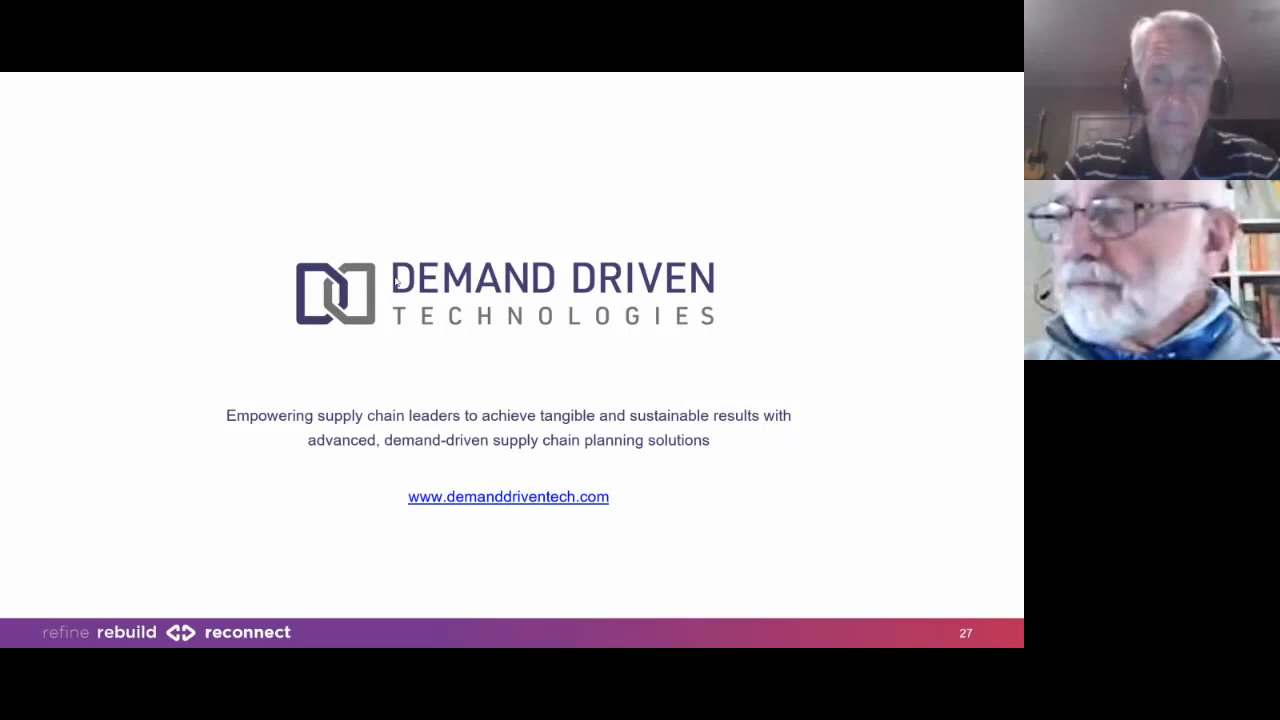 DEMAND DRIVEN
TECHNOLOGIES
Empowering supply chain leaders to achieve tangible and sustainable results with
advanced, demand-driven supply chain planning solutions
www.demanddriventech.com
refine rebuild reconnect
27